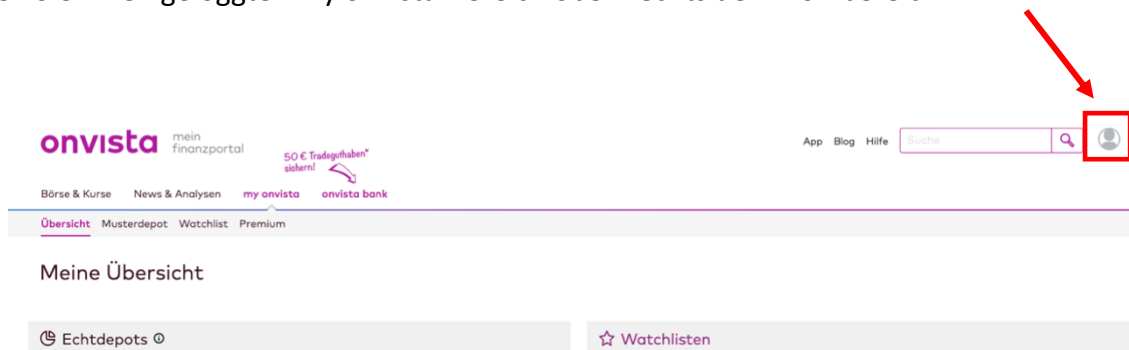 onvista mein
finanzportal
50 € Tradeguthaben*
sichern!
App Blog Hilfe Suche
Börse & Kurse News & Analysen my onvista onvista bank
Übersicht Musterdepot Watchlist Premium
Meine Übersicht
Echtdepots
Watchlisten